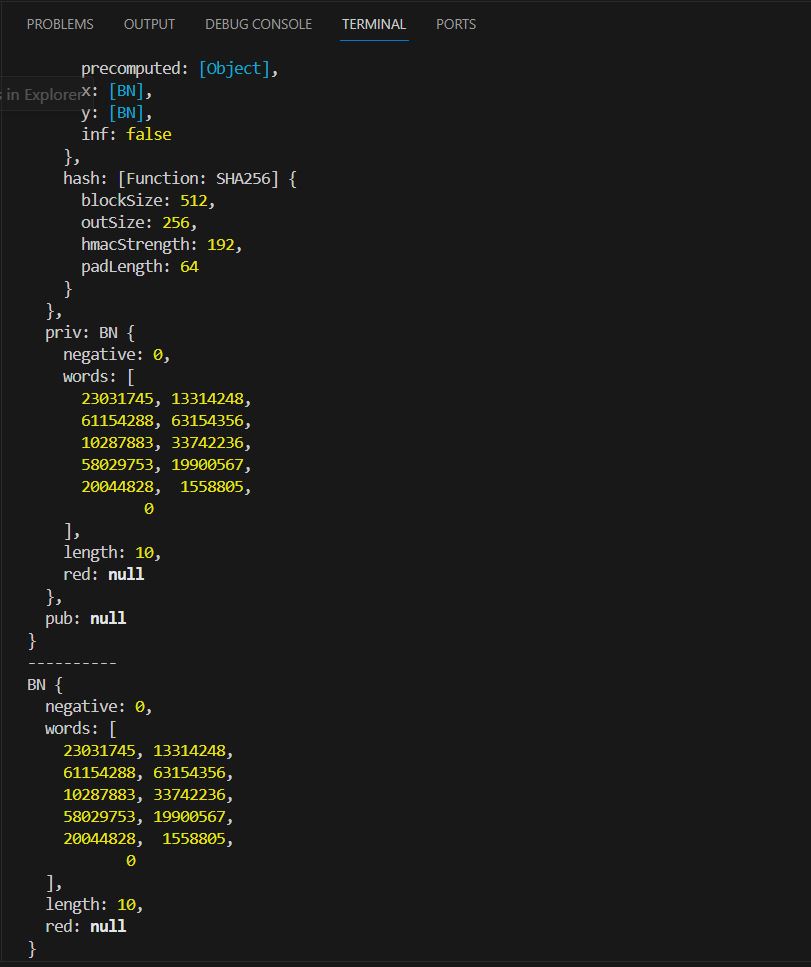 PROBLEMS OUTPUT DEBUG CONSOLE TERMINAL PORTS
precomputed: [Object],
s in Explorer
x: [BN],
y: [BN],
inf: false
},
hash: [Function: SHA256] {
blockSize: 512,
outSize: 256,
hmacStrength: 192,
padLength: 64
}
},
priv: BN {
negative: 0,
words: [
23031745, 13314248,
61154288, 63154356,
10287883, 33742236,
58029753, 19900567,
20044828, 1558805,
0
],
length: 10,
red: null
},
pub: null
}
----------
BN {
negative: 0,
words: [
23031745, 13314248,
61154288, 63154356,
10287883, 33742236,
58029753, 19900567,
20044828, 1558805,
0
],
length: 10,
red: null
}